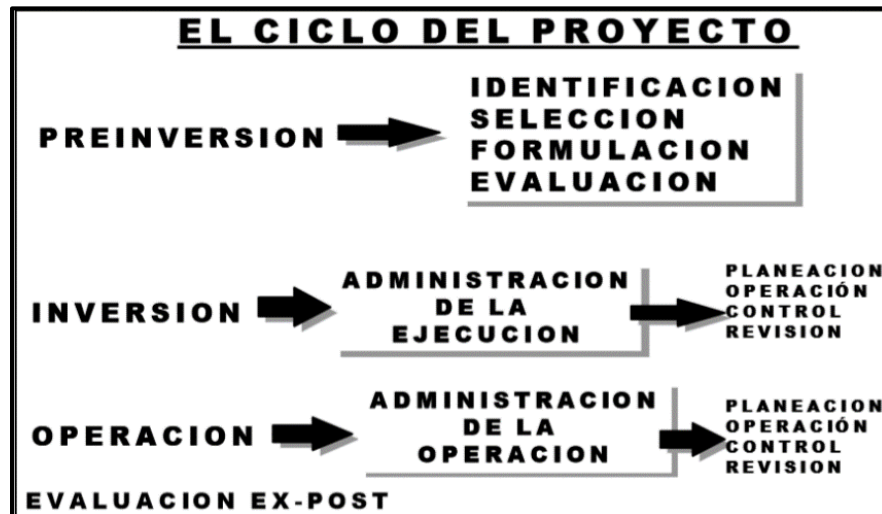 EL CICLO DEL PROYECTO
PREINVERSION
IDENTIFICACION
SELECCION
FORMULACION
EVALUACION
INVERSION
ADMINISTRACION
DE LA
EJECUCION
PLANEACION
OPERACIÓN
CONTROL
REVISION
OPERACION
ADMINISTRACION
DE LA
OPERACION
PLANEACION
OPERACIÓN
CONTROL
REVISION
EVALUACION EX-POST